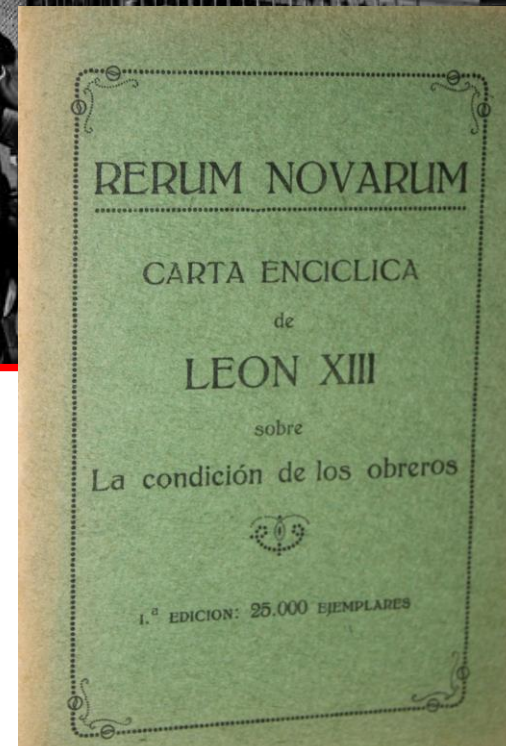 RERUM NOVARUM
CARTA ENCICLICA
de
LEON XIII
sobre
La condición de los obreros
1.ª EDICION: 25.000 EJEMPLARES